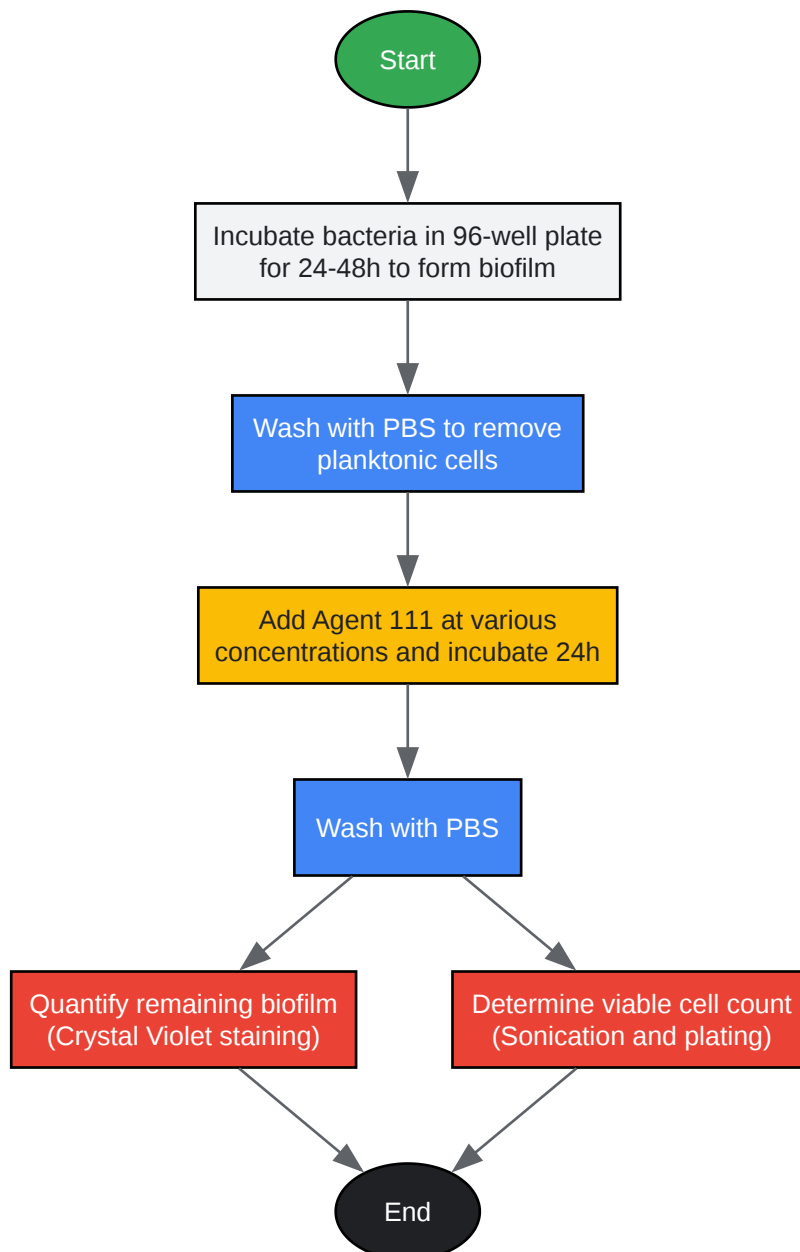 Start
Incubate bacteria in 96-well plate
for 24-48h to form biofilm
Wash with PBS to remove
planktonic cells
Add Agent 111 at various
concentrations and incubate 24h
Wash with PBS
Quantify remaining biofilm
(Crystal Violet staining)
Determine viable cell count
(Sonication and plating)
End